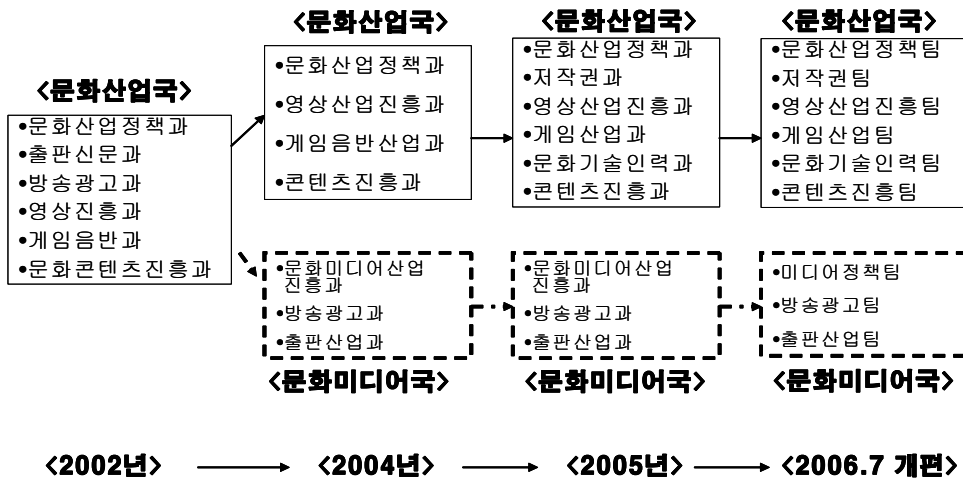 <문화산업국>
•문화산업정책과
•출판신문과
•방송광고과
•영상진흥과
•게임음반과
•문화콘텐츠진흥과
<문화산업국>
•문화산업정책과
•영상산업진흥과
•게임음반산업과
•콘텐츠진흥과
<문화산업국>
•문화산업정책과
•저작권과
•영상산업진흥과
•게임산업과
•문화기술인력과
•콘텐츠진흥과
<문화산업국>
•문화산업정책팀
•저작권팀
•영상산업진흥팀
•게임산업팀
•문화기술인력팀
•콘텐츠진흥팀
•문화미디어산업
진흥과
•방송광고과
•출판산업과
<문화미디어국>
•문화미디어산업
진흥과
•방송광고과
•출판산업과
<문화미디어국>
•미디어정책팀
•방송광고팀
•출판산업팀
<문화미디어국>
<2002년>
<2004년>
<2005년>
<2006.7 개편>